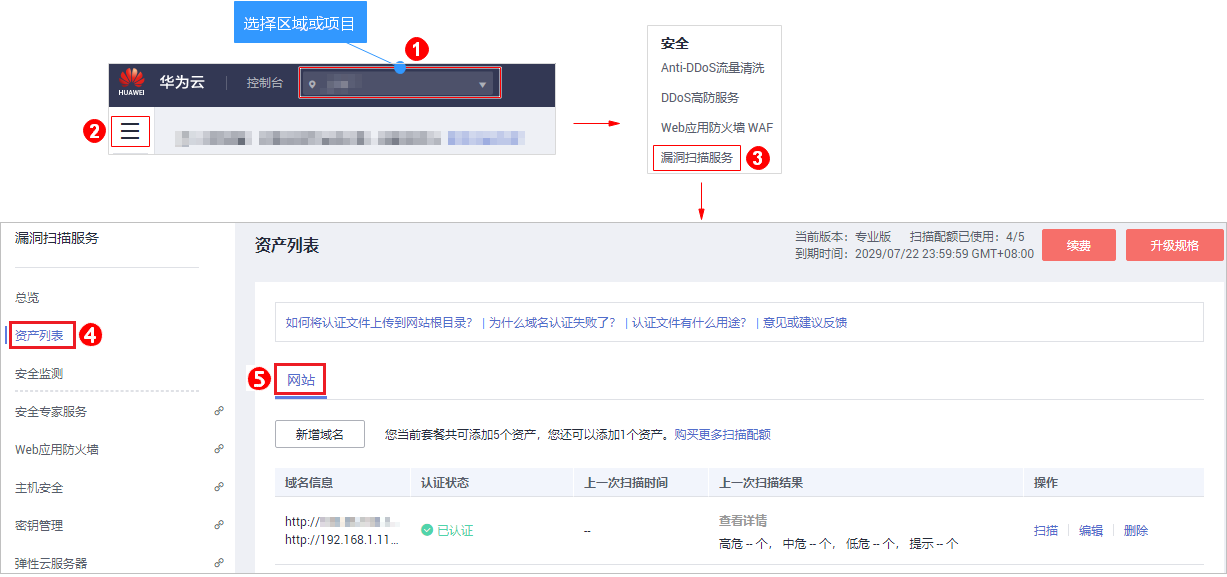 选择区域或项目
1
HUAWEI
华为云
控制台
2
安全
Anti-DDoS流量清洗
DDoS高防服务
Web应用防火墙 WAF
漏洞扫描服务
3
漏洞扫描服务
总览
资产列表
4
安全监测
安全专家服务
Web应用防火墙
主机安全
密钥管理
弹性云服务器
资产列表
当前版本：专业版 扫描配额已使用：4/5
到期时间：2029/07/22 23:59:59 GMT+08:00
续费
升级规格
如何将认证文件上传到网站根目录？ | 为什么域名认证失败了？ | 认证文件有什么用途？ | 意见或建议反馈
5
网站
新增域名
您当前套餐共可添加5个资产，您还可以添加1个资产。购买更多扫描配额
域名信息 认证状态 上一次扫描时间 上一次扫描结果 操作
http://
http://192.168.1.11...
已认证
--
查看详情
高危 -- 个， 中危 -- 个， 低危 -- 个， 提示 -- 个
扫描 编辑 删除